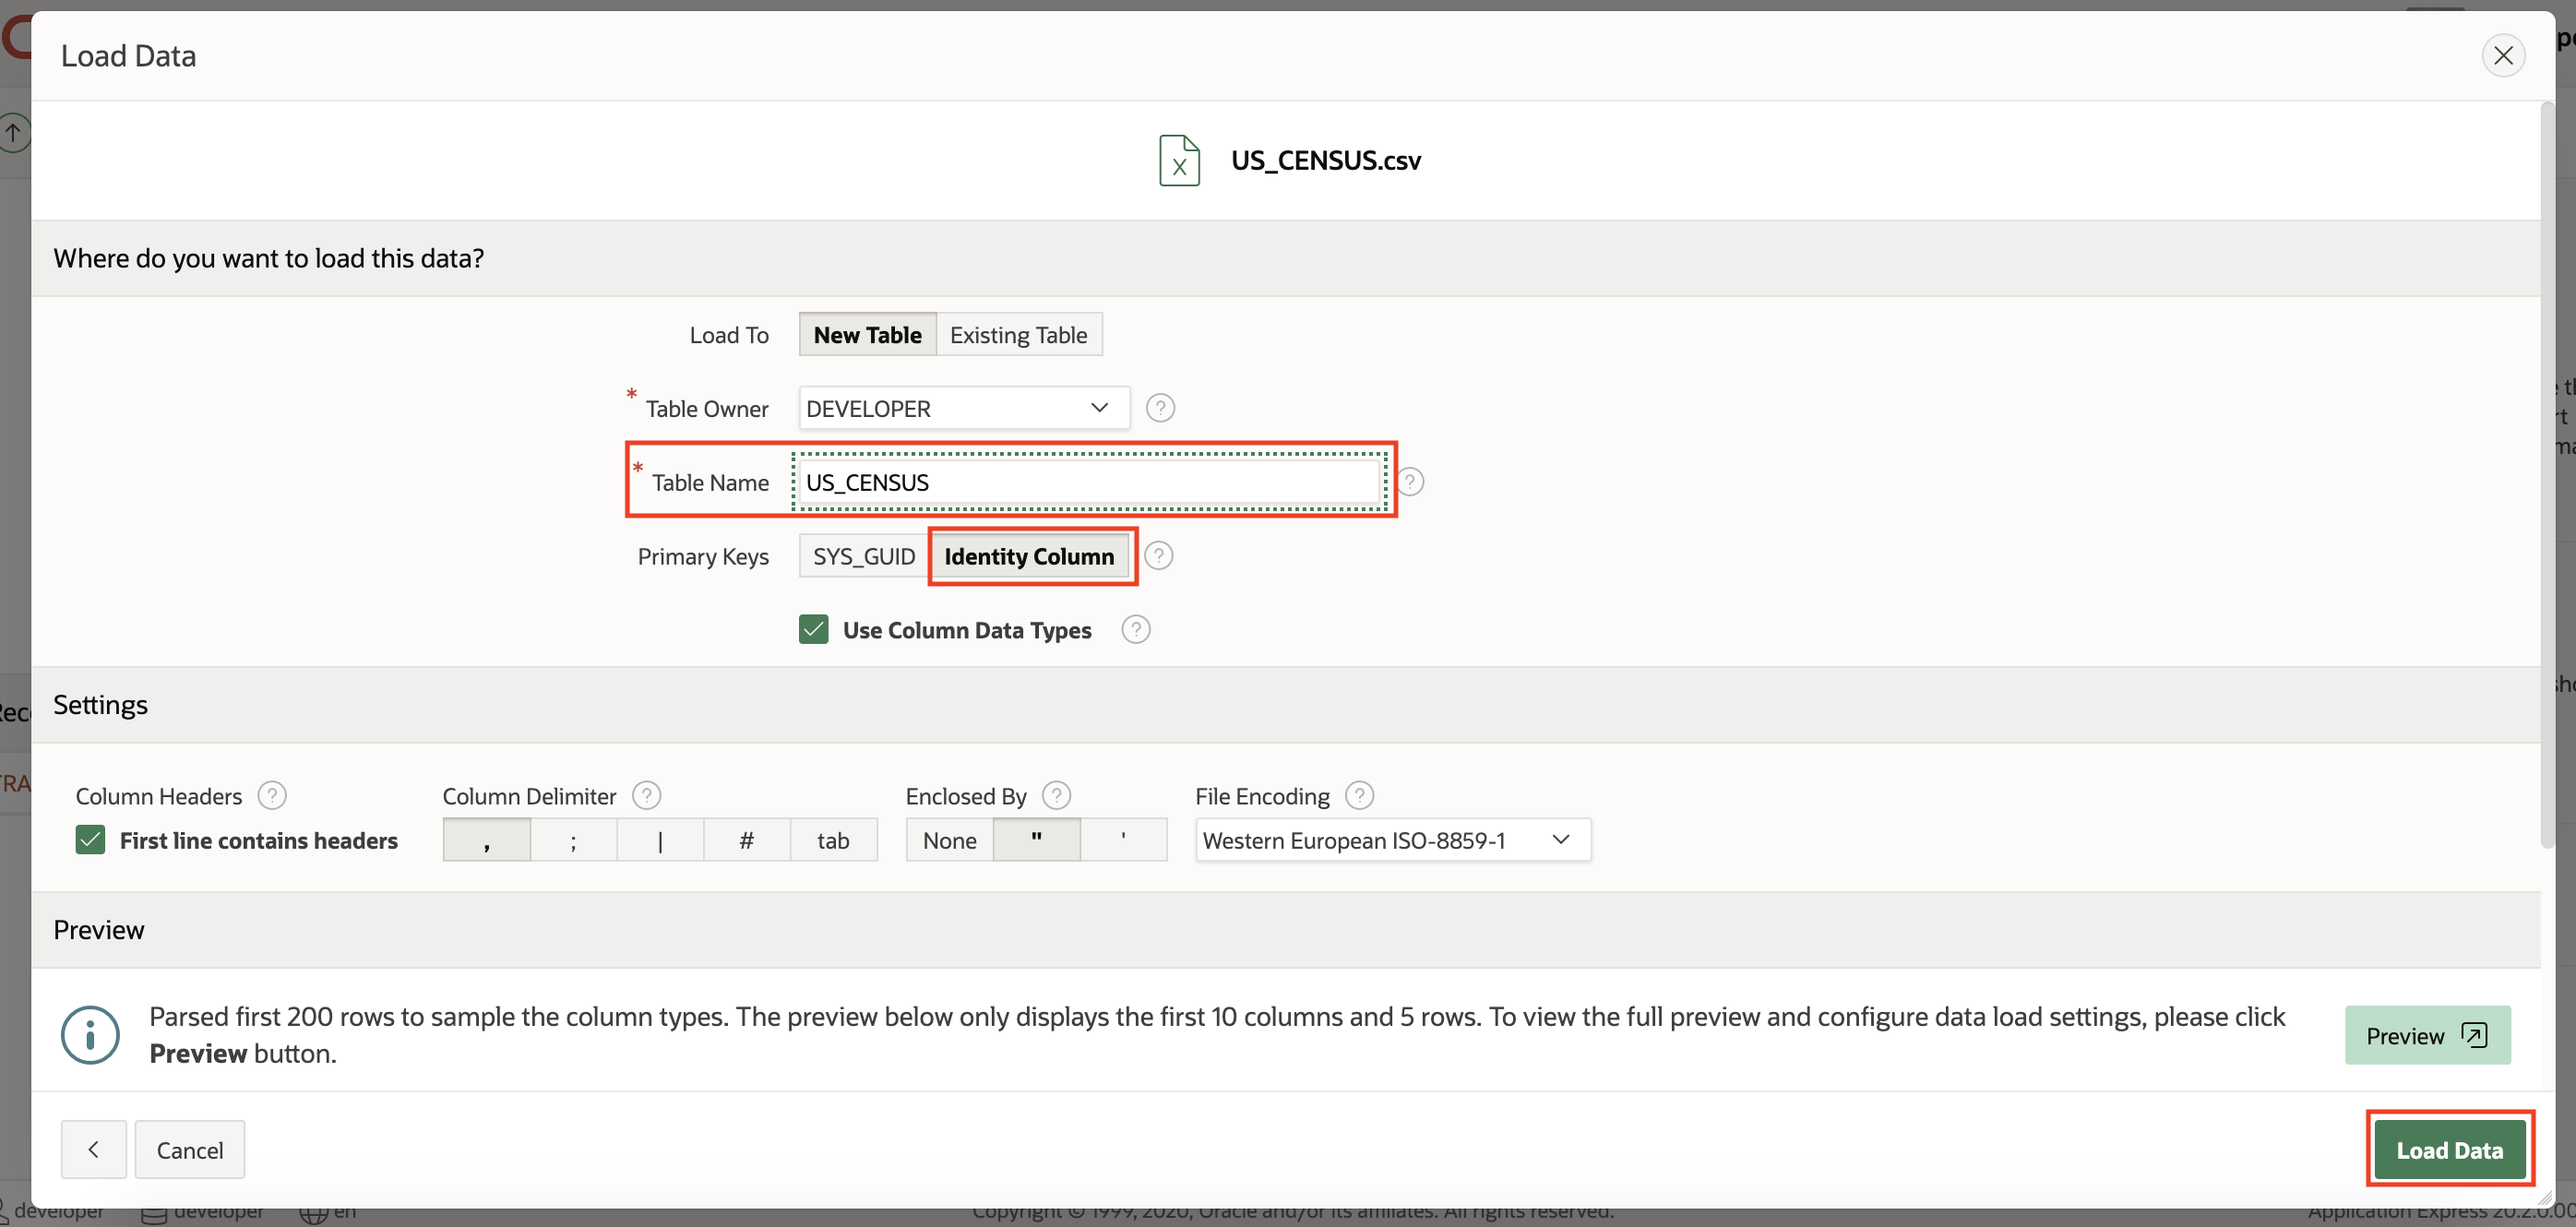 Load Data
US_CENSUS.csv
Where do you want to load this data?
Load To New Table Existing Table
* Table Owner DEVELOPER ?
* Table Name US_CENSUS ?
Primary Keys SYS_GUID Identity Column ?
Use Column Data Types ?
Settings
Column Headers ? Column Delimiter ? Enclosed By ? File Encoding ?
First line contains headers , ; | # tab None " ' Western European ISO-8859-1
Preview
Parsed first 200 rows to sample the column types. The preview below only displays the first 10 columns and 5 rows. To view the full preview and configure data load settings, please click
Preview button.
Preview
< Cancel Load Data
developer developer en Copyright © 1999, 2020, Oracle and/or its affiliates. All rights reserved. Application Express 20.2.0.00